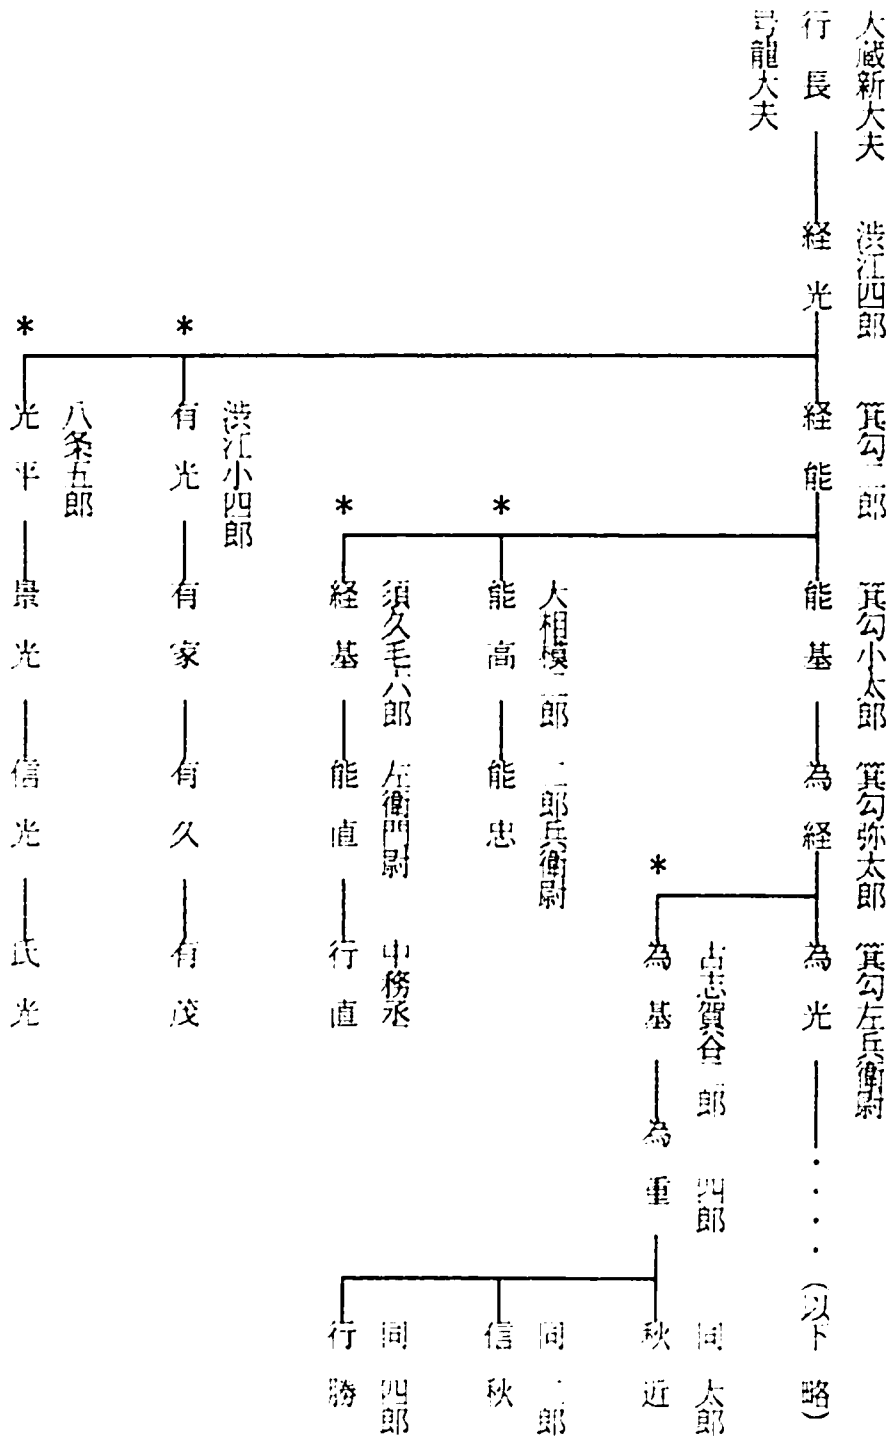 大蔵新大夫
渋江四郎
箕勾二郎
箕勾小太郎
箕勾弥太郎
箕勾左兵衛尉
行長
経光
経能
能基
為経
為光
・・・・(以下略)
号龍大夫
古志賀谷二郎
四郎
同太郎
*
為基
為重
秋近
大相模二郎
二郎兵衛尉
同二郎
*
能高
能忠
信秋
須久毛六郎
左衛門尉
中務丞
同四郎
*
経基
能直
行直
行勝
渋江小四郎
*
有光
有家
有久
有茂
八条五郎
*
光平
景光
信光
氏光